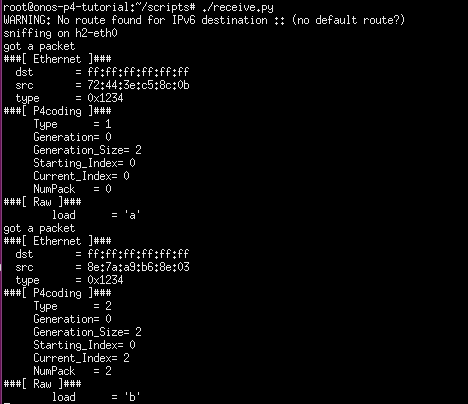 root@onos-p4-tutorial:~/scripts# ./receive.py
WARNING: No route found for IPv6 destination :: (no default route?)
sniffing on h2-eth0
got a packet
###[ Ethernet ]###
  dst       = ff:ff:ff:ff:ff:ff
  src       = 72:44:3e:c5:8c:0b
  type      = 0x1234
###[ P4coding ]###
     Type      = 1
     Generation= 0
     Generation_Size= 2
     Starting_Index= 0
     Current_Index= 0
     NumPack   = 0
###[ Raw ]###
        load      = 'a'
got a packet
###[ Ethernet ]###
  dst       = ff:ff:ff:ff:ff:ff
  src       = 8e:7a:a9:b6:8e:03
  type      = 0x1234
###[ P4coding ]###
     Type      = 2
     Generation= 0
     Generation_Size= 2
     Starting_Index= 0
     Current_Index= 2
     NumPack   = 2
###[ Raw ]###
        load      = 'b'